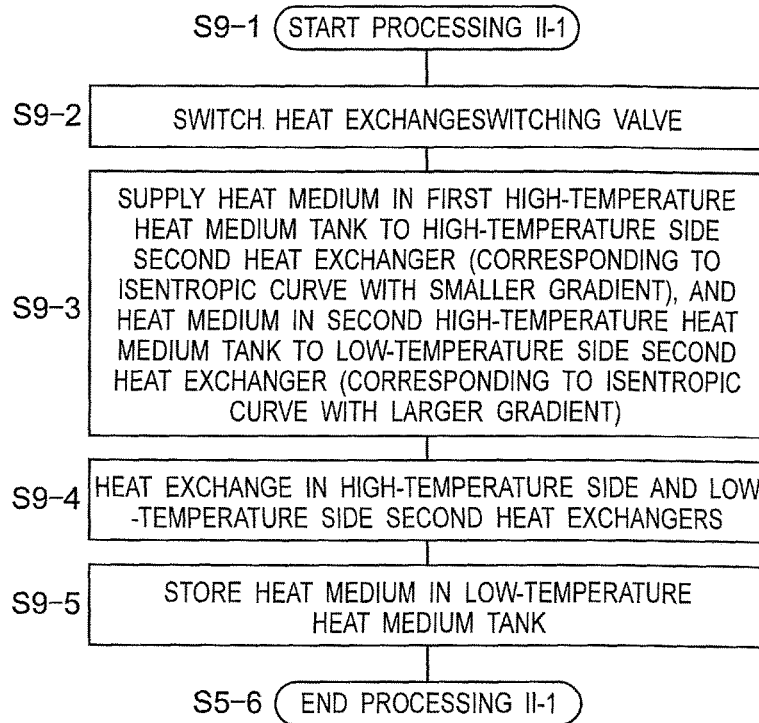 S9-1 START PROCESSING II-1
S9-2 SWITCH HEAT EXCHANGESWITCHING VALVE
S9-3
SUPPLY HEAT MEDIUM IN FIRST HIGH-TEMPERATURE
HEAT MEDIUM TANK TO HIGH-TEMPERATURE SIDE
SECOND HEAT EXCHANGER (CORRESPONDING TO
ISENTROPIC CURVE WITH SMALLER GRADIENT), AND
HEAT MEDIUM IN SECOND HIGH-TEMPERATURE HEAT
MEDIUM TANK TO LOW-TEMPERATURE SIDE SECOND
HEAT EXCHANGER (CORRESPONDING TO ISENTROPIC
CURVE WITH LARGER GRADIENT)
S9-4
HEAT EXCHANGE IN HIGH-TEMPERATURE SIDE AND LOW
-TEMPERATURE SIDE SECOND HEAT EXCHANGERS
S9-5
STORE HEAT MEDIUM IN LOW-TEMPERATURE
HEAT MEDIUM TANK
S5-6 END PROCESSING II-1